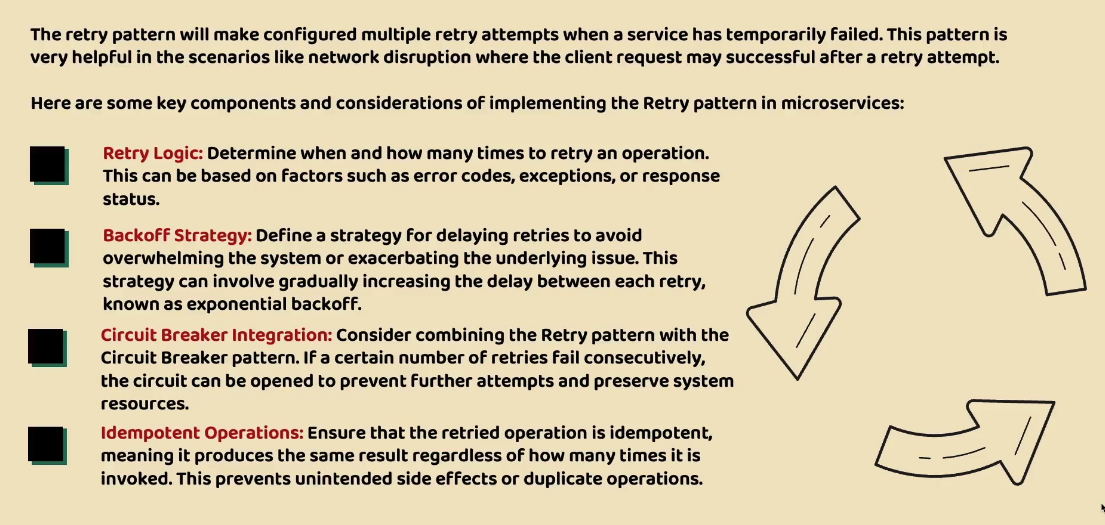 The retry pattern will make configured multiple retry attempts when a service has temporarily failed. This pattern is
very helpful in the scenarios like network disruption where the client request may successful after a retry attempt.
Here are some key components and considerations of implementing the Retry pattern in microservices:
Retry Logic: Determine when and how many times to retry an operation.
This can be based on factors such as error codes, exceptions, or response
status.
Backoff Strategy: Define a strategy for delaying retries to avoid
overwhelming the system or exacerbating the underlying issue. This
strategy can involve gradually increasing the delay between each retry,
known as exponential backoff.
Circuit Breaker Integration: Consider combining the Retry pattern with the
Circuit Breaker pattern. If a certain number of retries fail consecutively,
the circuit can be opened to prevent further attempts and preserve system
resources.
Idempotent Operations: Ensure that the retried operation is idempotent,
meaning it produces the same result regardless of how many times it is
invoked. This prevents unintended side effects or duplicate operations.